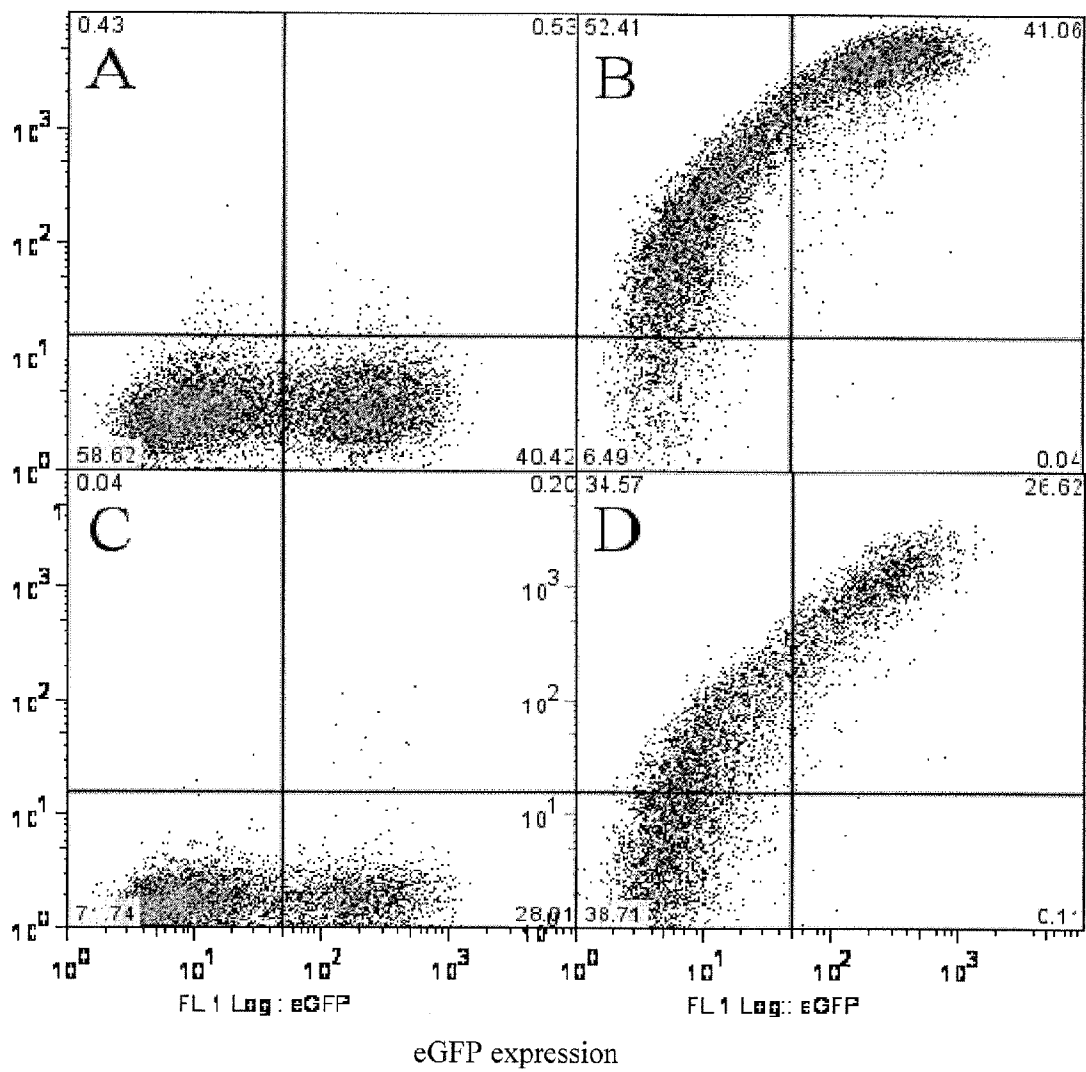 0.43 0.53 52.41 41.06
A B
10³
10²
10¹
10⁰
58.62 40.42 6.49 0.04
0.04 0.20 34.57 26.62
C D
10³ 10³
10² 10²
10¹ 10¹
10⁰
28.01 38.71 0.11
10⁰ 10¹ 10² 10³ 10⁰ 10¹ 10² 10³
FL 1 Log : eGFP FL 1 Log :: eGFP
eGFP expression